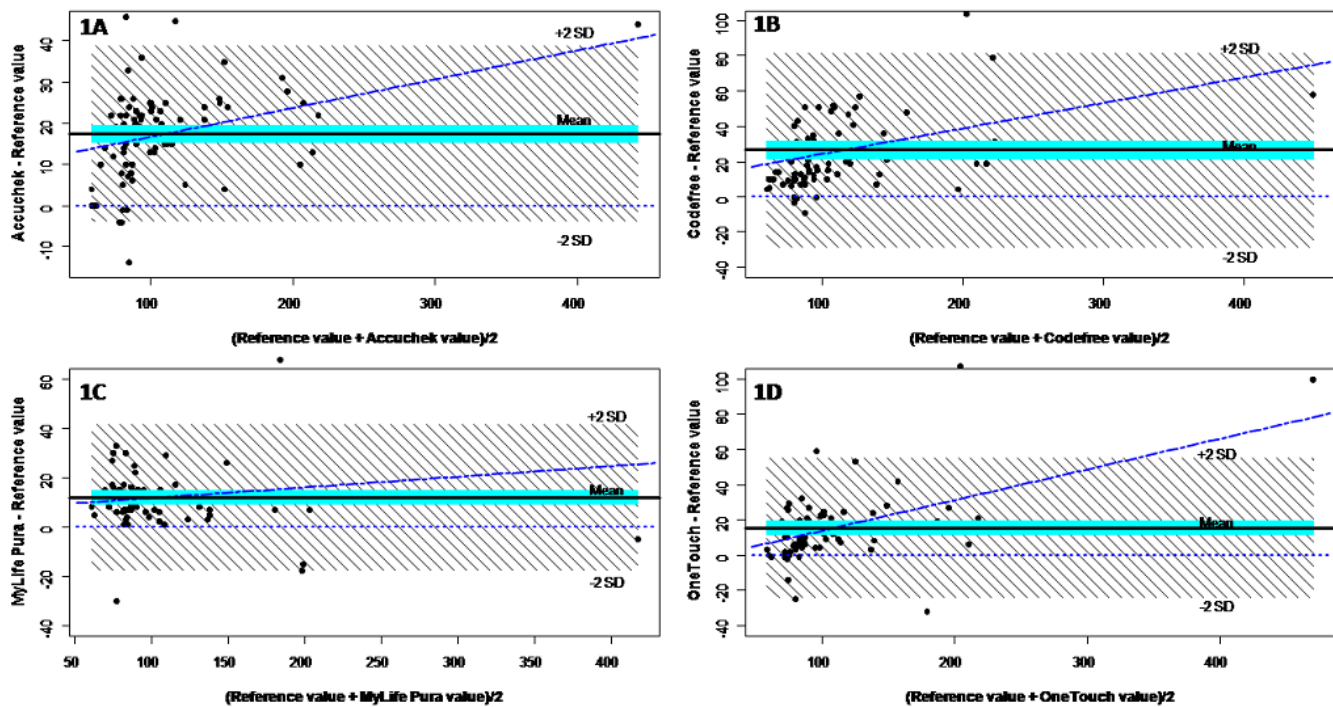 1A
+2 SD
Mean
-2 SD
Accuchek - Reference value
40
30
20
10
0
-10
100
200
300
400
(Reference value + Accuchek value)/2
1B
+2 SD
Mean
-2 SD
Codefree - Reference value
100
80
60
40
20
0
-20
-40
100
200
300
400
(Reference value + Codefree value)/2
1C
+2 SD
Mean
-2 SD
MyLife Pura - Reference value
60
40
20
0
-20
-40
50
100
150
200
250
300
350
400
(Reference value + MyLife Pura value)/2
1D
+2 SD
Mean
-2 SD
OneTouch - Reference value
100
80
60
40
20
0
-20
-40
100
200
300
400
(Reference value + OneTouch value)/2